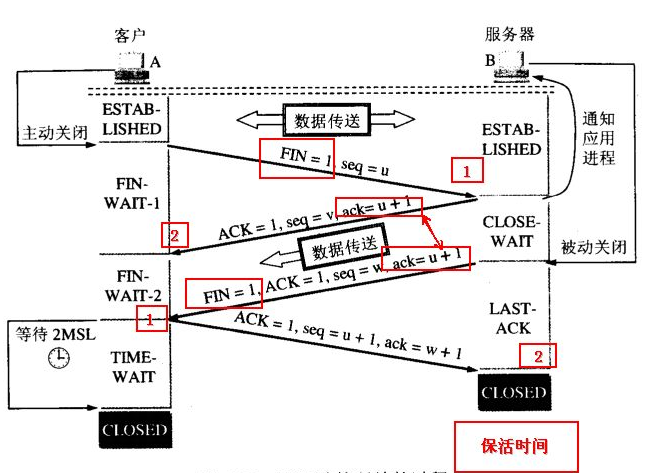 客户
服务器
A
B
ESTAB-
LISHED
数据传送
ESTAB-
LISHED
通知
应用
进程
主动关闭
FIN = 1, seq = u
1
FIN-
WAIT-1
ACK = 1, seq = v, ack= u + 1
2
CLOSE-
WAIT
数据传送
被动关闭
FIN-
WAIT-2
FIN = 1, ACK = 1, seq = w, ack= u + 1
1
ACK = 1, seq = u + 1, ack = w + 1
LAST-
ACK
等待 2MSL
TIME-
WAIT
2
CLOSED
CLOSED
保活时间